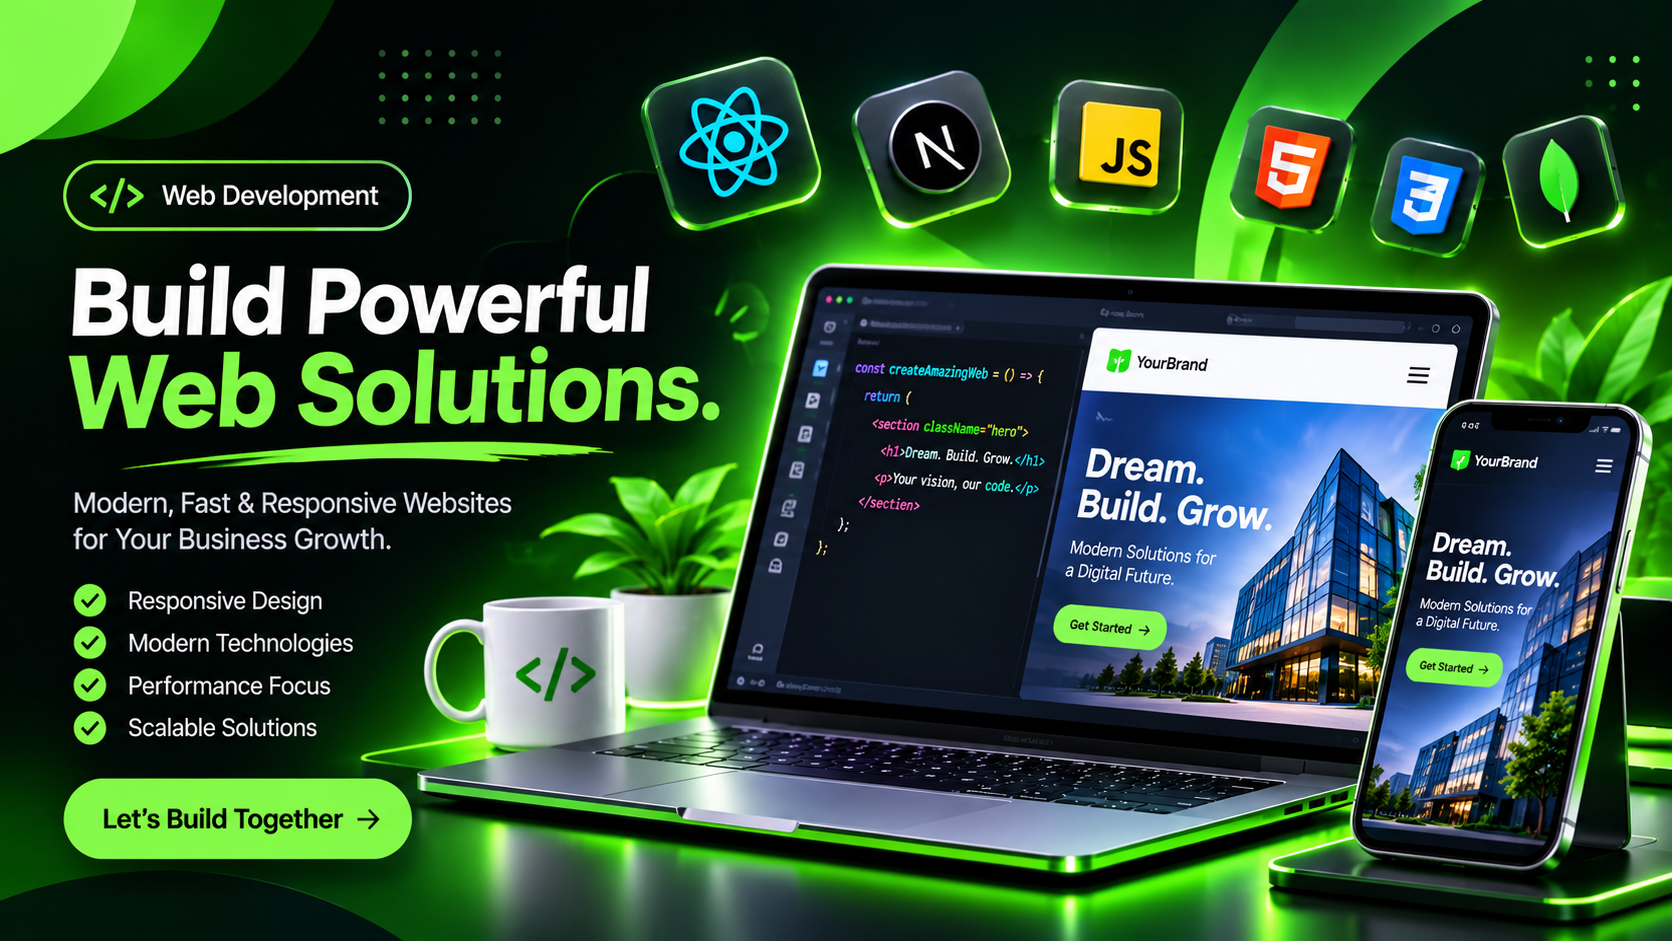 </> Web Development
Build Powerful
Web Solutions.
Modern, Fast & Responsive Websites
for Your Business Growth.
Responsive Design
Modern Technologies
Performance Focus
Scalable Solutions
Let's Build Together →
N
JS
5
3
</>
const createAmazingWeb = () => {
return (
<section className="hero">
<h1>Dream. Build. Grow.</h1>
<p>Your vision, our code.</p>
</section>
);
};
YourBrand
Dream.
Build. Grow.
Modern Solutions for
a Digital Future.
Get Started →
YourBrand
Dream.
Build. Grow.
Modern Solutions for
a Digital Future.
Get Started →